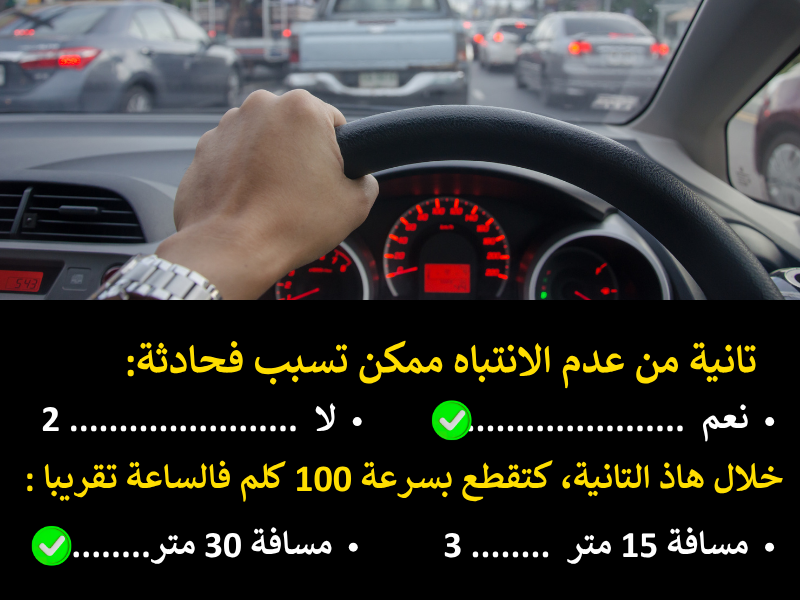 تانية من عدم الانتباه ممكن تسبب فحادثة:
• نعم ...................... • لا ....................... 2
خلال هاذ التانية، كتقطع بسرعة 100 كلم فالساعة تقريبا :
• مسافة 15 متر ........ 3 • مسافة 30 متر........